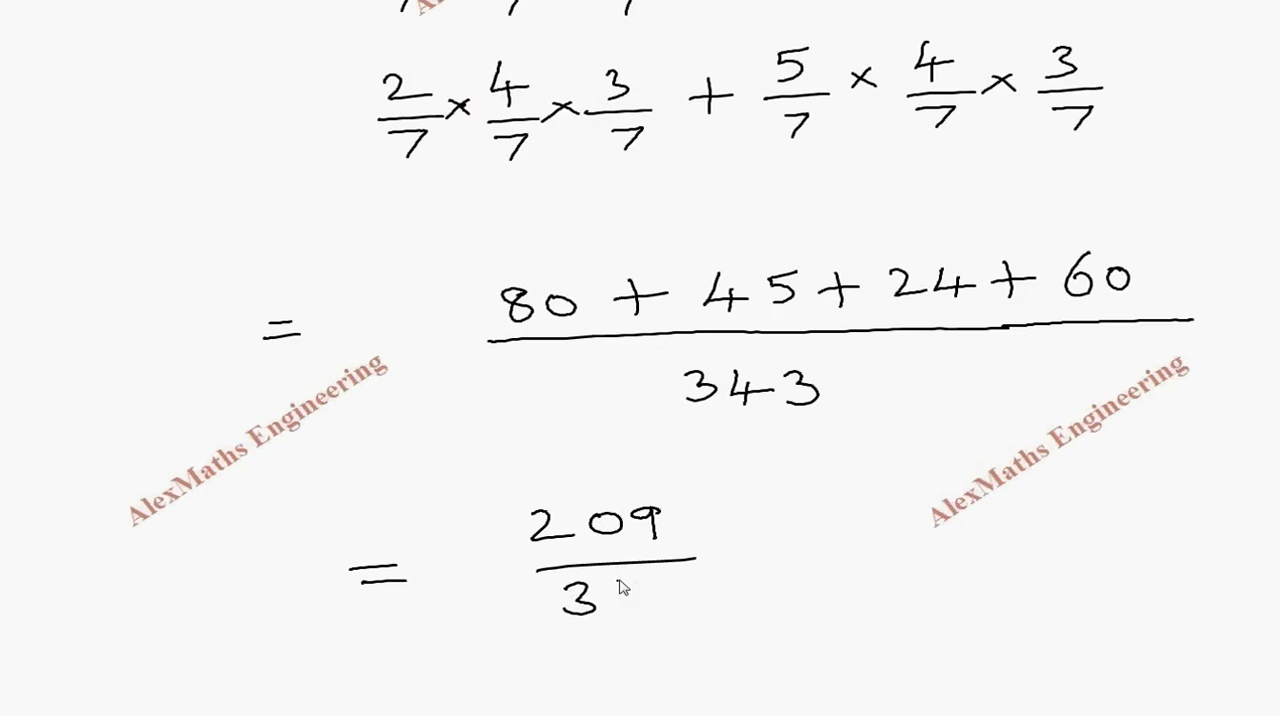 2/7 × 4/7 × 3/7 + 5/7 × 4/7 × 3/7
= 80 + 45 + 24 + 60
343
AlexMaths Engineering
AlexMaths Engineering
= 209
3